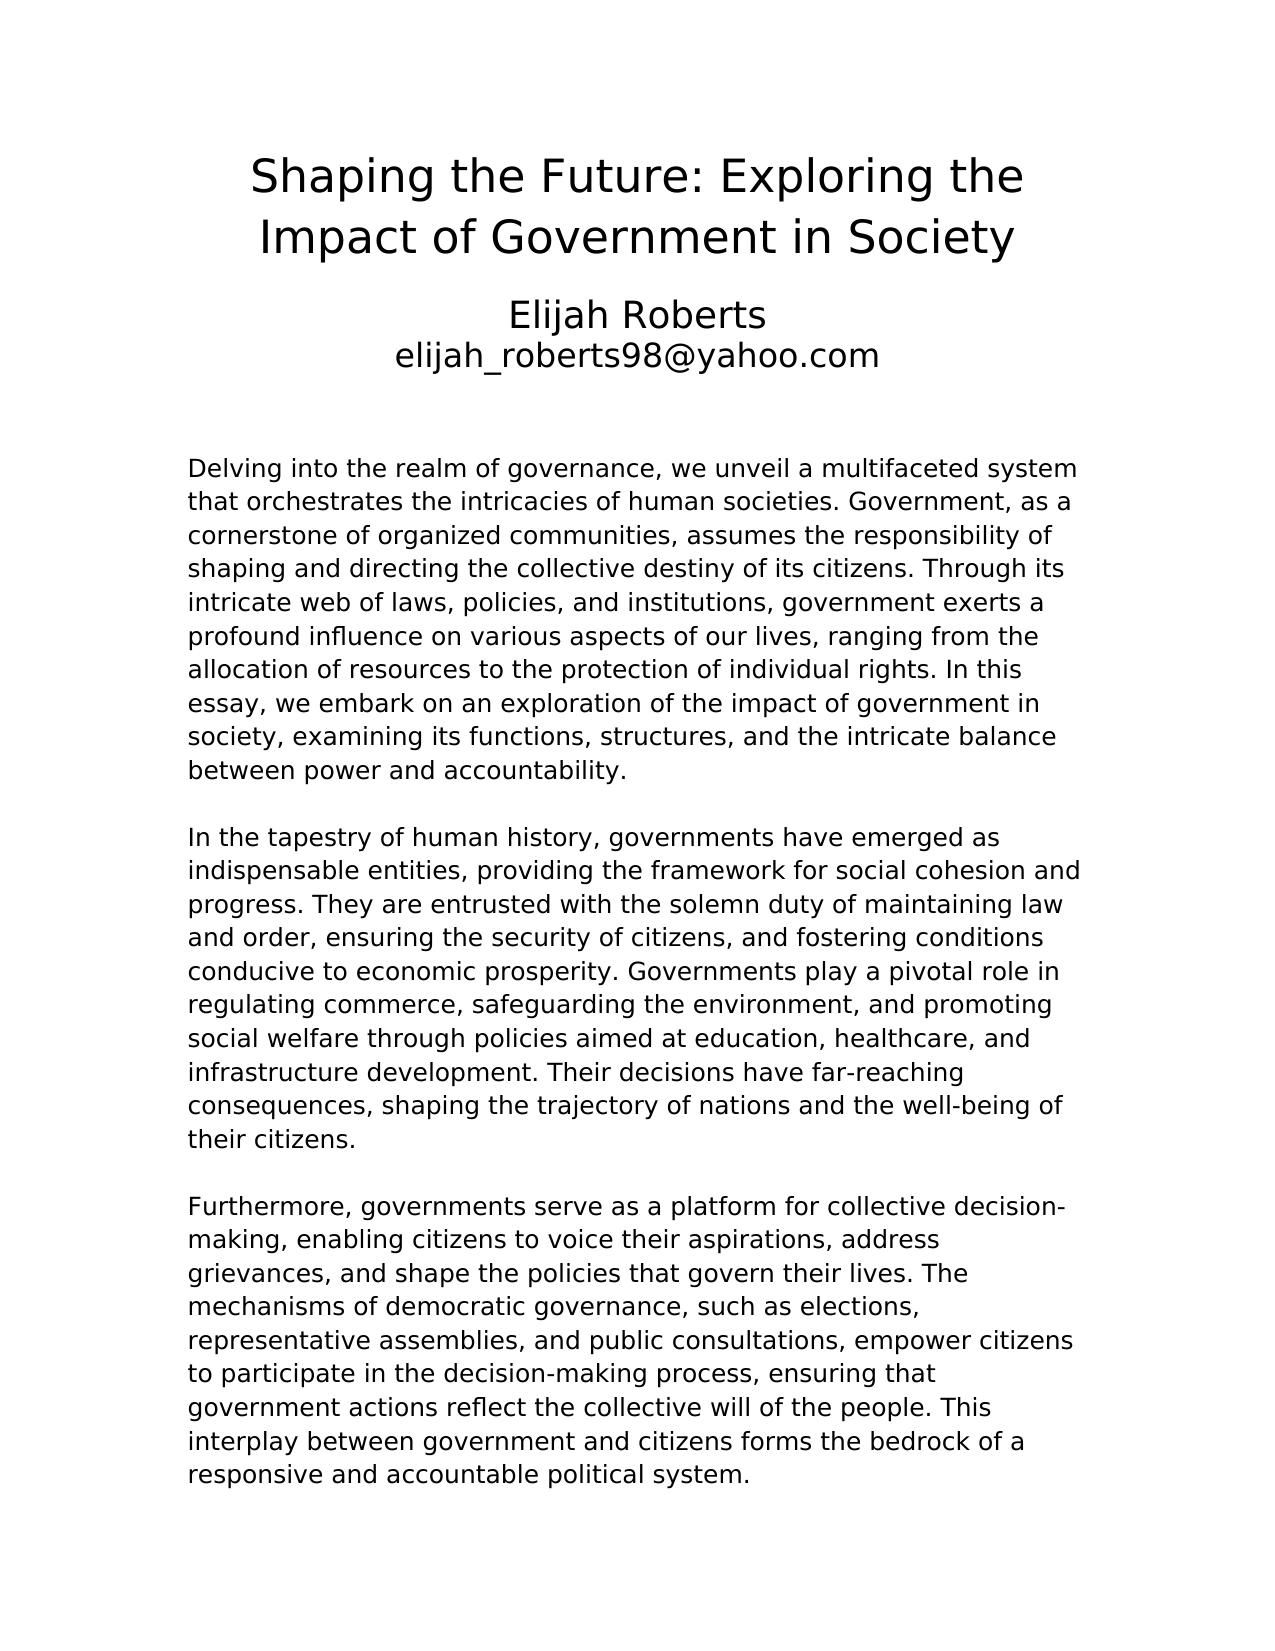 Shaping the Future: Exploring the
Impact of Government in Society
Elijah Roberts
elijah_roberts98@yahoo.com
Delving into the realm of governance, we unveil a multifaceted system
that orchestrates the intricacies of human societies. Government, as a
cornerstone of organized communities, assumes the responsibility of
shaping and directing the collective destiny of its citizens. Through its
intricate web of laws, policies, and institutions, government exerts a
profound influence on various aspects of our lives, ranging from the
allocation of resources to the protection of individual rights. In this
essay, we embark on an exploration of the impact of government in
society, examining its functions, structures, and the intricate balance
between power and accountability.
In the tapestry of human history, governments have emerged as
indispensable entities, providing the framework for social cohesion and
progress. They are entrusted with the solemn duty of maintaining law
and order, ensuring the security of citizens, and fostering conditions
conducive to economic prosperity. Governments play a pivotal role in
regulating commerce, safeguarding the environment, and promoting
social welfare through policies aimed at education, healthcare, and
infrastructure development. Their decisions have far-reaching
consequences, shaping the trajectory of nations and the well-being of
their citizens.
Furthermore, governments serve as a platform for collective decision-
making, enabling citizens to voice their aspirations, address
grievances, and shape the policies that govern their lives. The
mechanisms of democratic governance, such as elections,
representative assemblies, and public consultations, empower citizens
to participate in the decision-making process, ensuring that
government actions reflect the collective will of the people. This
interplay between government and citizens forms the bedrock of a
responsive and accountable political system.